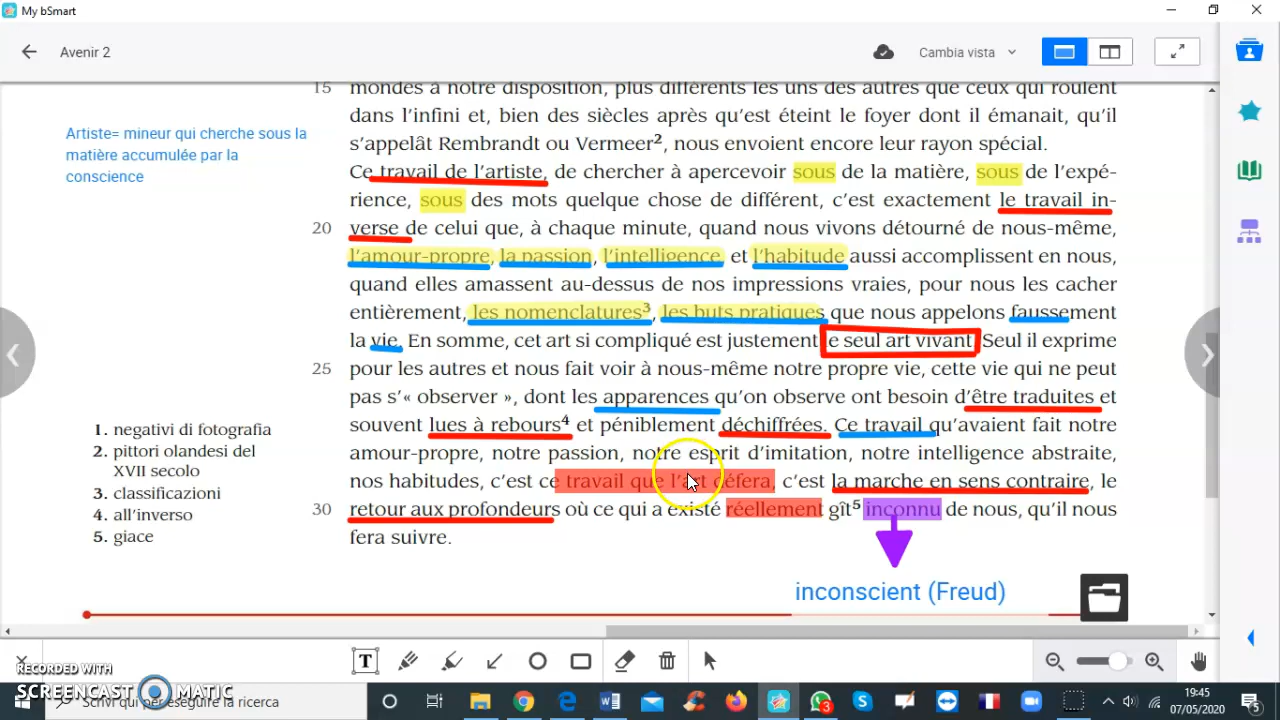 My bSmart
Avenir 2
Cambia vista
15 mondes à notre disposition, plus différents les uns des autres que ceux qui roulent
dans l'infini et, bien des siècles après qu'est éteint le foyer dont il émanait, qu'il
s'appelât Rembrandt ou Vermeer², nous envoient encore leur rayon spécial.
Ce travail de l'artiste, de chercher à apercevoir sous de la matière, sous de l'expé-
rience, sous des mots quelque chose de différent, c'est exactement le travail in-
20 verse de celui que, à chaque minute, quand nous vivons détourné de nous-même,
l'amour-propre, la passion, l'intelligence et l'habitude aussi accomplissent en nous,
quand elles amassent au-dessus de nos impressions vraies, pour nous les cacher
entièrement, les nomenclatures³, les buts pratiques que nous appelons faussement
la vie. En somme, cet art si compliqué est justement le seul art vivant. Seul il exprime
25 pour les autres et nous fait voir à nous-même notre propre vie, cette vie qui ne peut
pas s'« observer », dont les apparences qu'on observe ont besoin d'être traduites et
souvent lues à rebours⁴ et péniblement déchiffrées. Ce travail qu'avaient fait notre
amour-propre, notre passion, notre esprit d'imitation, notre intelligence abstraite,
nos habitudes, c'est ce travail que l'art défera, c'est la marche en sens contraire, le
30 retour aux profondeurs où ce qui a existé réellement gît⁵ inconnu de nous, qu'il nous
fera suivre.
Artiste= mineur qui cherche sous la
matière accumulée par la
conscience
1. negativi di fotografia
2. pittori olandesi del
XVII secolo
3. classificazioni
4. all'inverso
5. giace
inconscient (Freud)
T
RECORDED WITH
SCREENCAST MATIC
Scrivi qui per eseguire la ricerca
3
19:45
07/05/2020
5